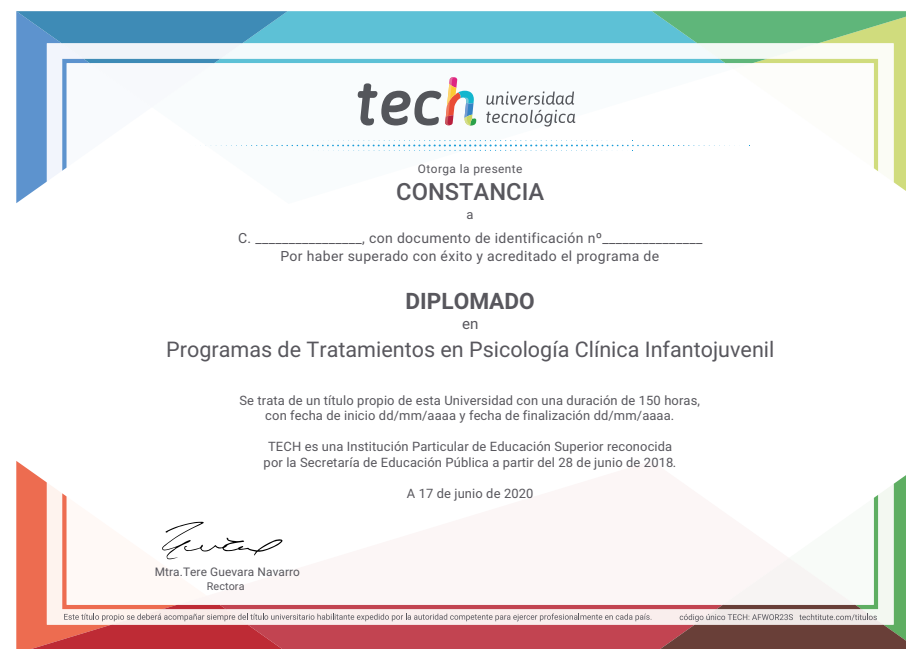 tech universidad
tecnológica
Otorga la presente
CONSTANCIA
a
C. ________________, con documento de identificación nº_______________
Por haber superado con éxito y acreditado el programa de
DIPLOMADO
en
Programas de Tratamientos en Psicología Clínica Infantojuvenil
Se trata de un título propio de esta Universidad con una duración de 150 horas,
con fecha de inicio dd/mm/aaaa y fecha de finalización dd/mm/aaaa.
TECH es una Institución Particular de Educación Superior reconocida
por la Secretaría de Educación Pública a partir del 28 de junio de 2018.
A 17 de junio de 2020
Mtra.Tere Guevara Navarro
Rectora
Este título propio se deberá acompañar siempre del título universitario habilitante expedido por la autoridad competente para ejercer profesionalmente en cada país. código único TECH: AFWOR23S techtitute.com/titulos